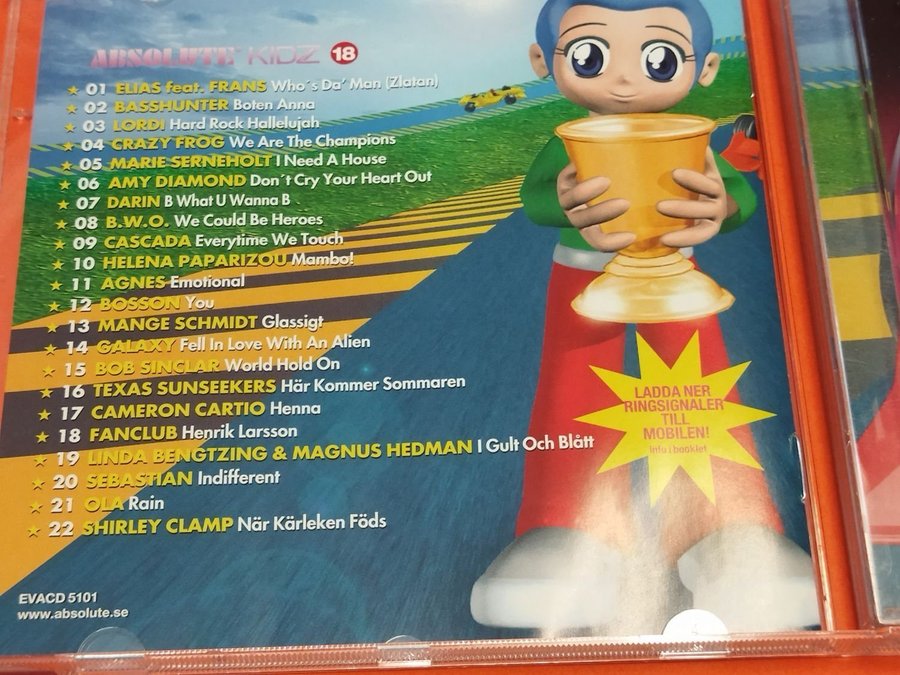 ABSOLUTE KIDZ 18
★ 01 ELIAS feat. FRANS Who´s Da' Man (Zlatan)
★ 02 BASSHUNTER Boten Anna
★ 03 LORDI Hard Rock Hallelujah
★ 04 CRAZY FROG We Are The Champions
★ 05 MARIE SERNEHOLT I Need A House
★ 06 AMY DIAMOND Don´t Cry Your Heart Out
★ 07 DARIN B What U Wanna B
★ 08 B.W.O. We Could Be Heroes
★ 09 CASCADA Everytime We Touch
★ 10 HELENA PAPARIZOU Mambo!
★ 11 AGNES Emotional
★ 12 BOSSON You
★ 13 MANGE SCHMIDT Glassigt
★ 14 GALAXY Fell In Love With An Alien
★ 15 BOB SINCLAR World Hold On
★ 16 TEXAS SUNSEEKERS Här Kommer Sommaren
★ 17 CAMERON CARTIO Henna
★ 18 FANCLUB Henrik Larsson
★ 19 LINDA BENGTZING & MAGNUS HEDMAN I Gult Och Blått
★ 20 SEBASTIAN Indifferent
★ 21 OLA Rain
★ 22 SHIRLEY CLAMP När Kärleken Föds
LADDA NER
RINGSIGNALER
TILL
MOBILEN!
Info i booklet
EVACD 5101
www.absolute.se